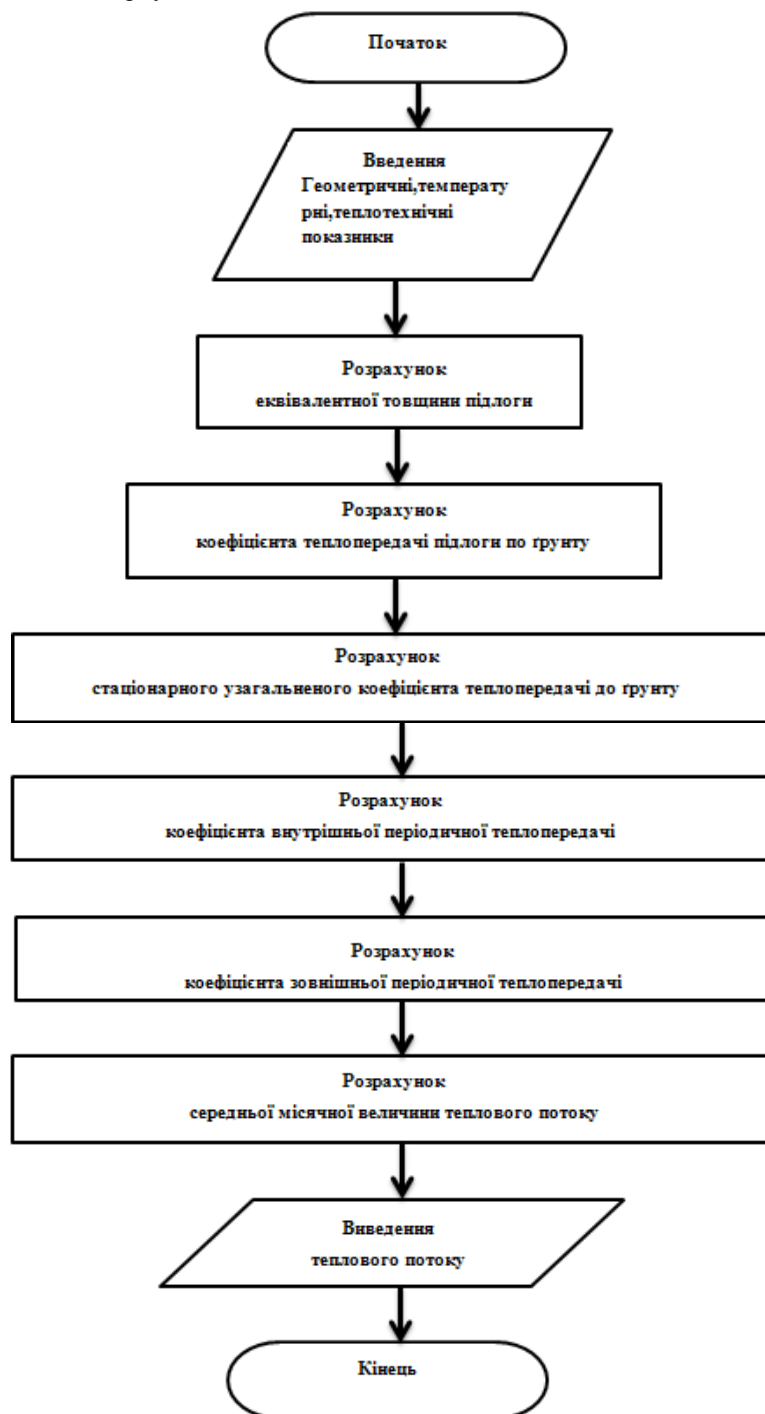 Початок
Введення
Геометричні,температу
рні,теплотехнічні
показники
Розрахунок
еквівалентної товщини підлоги
Розрахунок
коефіцієнта теплопередачі підлоги по ґрунту
Розрахунок
стаціонарного узагальненого коефіцієнта теплопередачі до ґрунту
Розрахунок
коефіцієнта внутрішньої періодичної теплопередачі
Розрахунок
коефіцієнта зовнішньої періодичної теплопередачі
Розрахунок
середньої місячної величини теплового потоку
Виведення
теплового потоку
Кінець